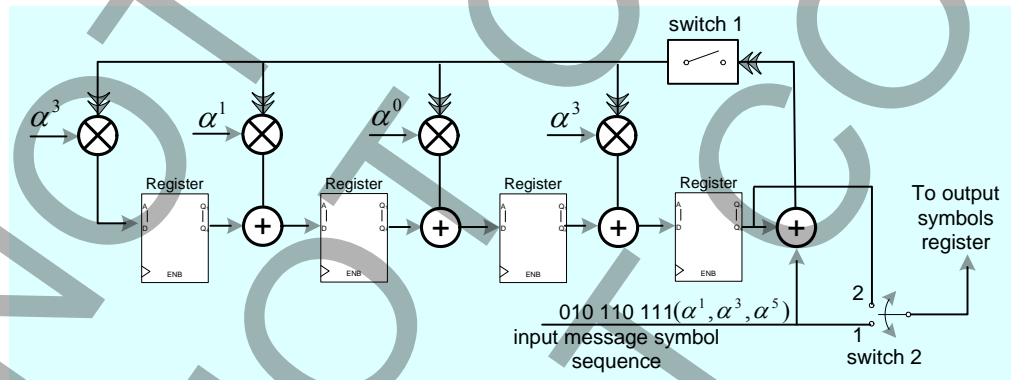 switch 1
α³
α¹
α⁰
α³
Register
Register
Register
Register
A
D
Q
Q
ENB
A
D
Q
Q
ENB
A
D
Q
Q
ENB
A
D
Q
Q
ENB
To output
symbols
register
010 110 111(α¹,α³,α⁵)
input message symbol
sequence
2
1
switch 2